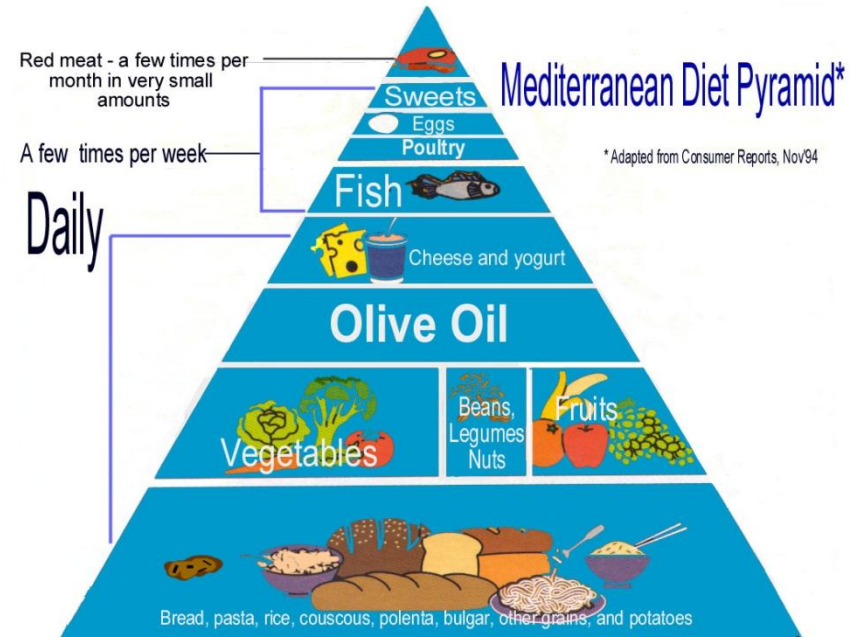 Red meat - a few times per
month in very small
amounts
Mediterranean Diet Pyramid*
* Adapted from Consumer Reports, Nov'94
Sweets
Eggs
Poultry
A few times per week
Fish
Daily
Cheese and yogurt
Olive Oil
Vegetables
Beans,
Legumes
Nuts
Fruits
Bread, pasta, rice, couscous, polenta, bulgar, other grains, and potatoes